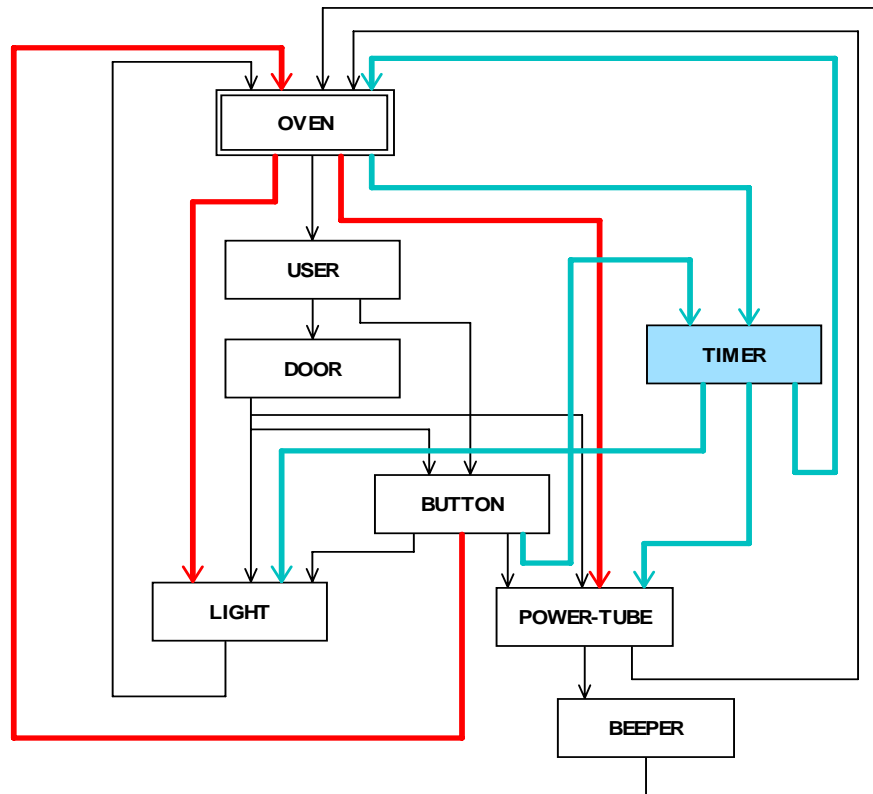 OVEN
USER
TIMER
DOOR
BUTTON
LIGHT
POWER-TUBE
BEEPER